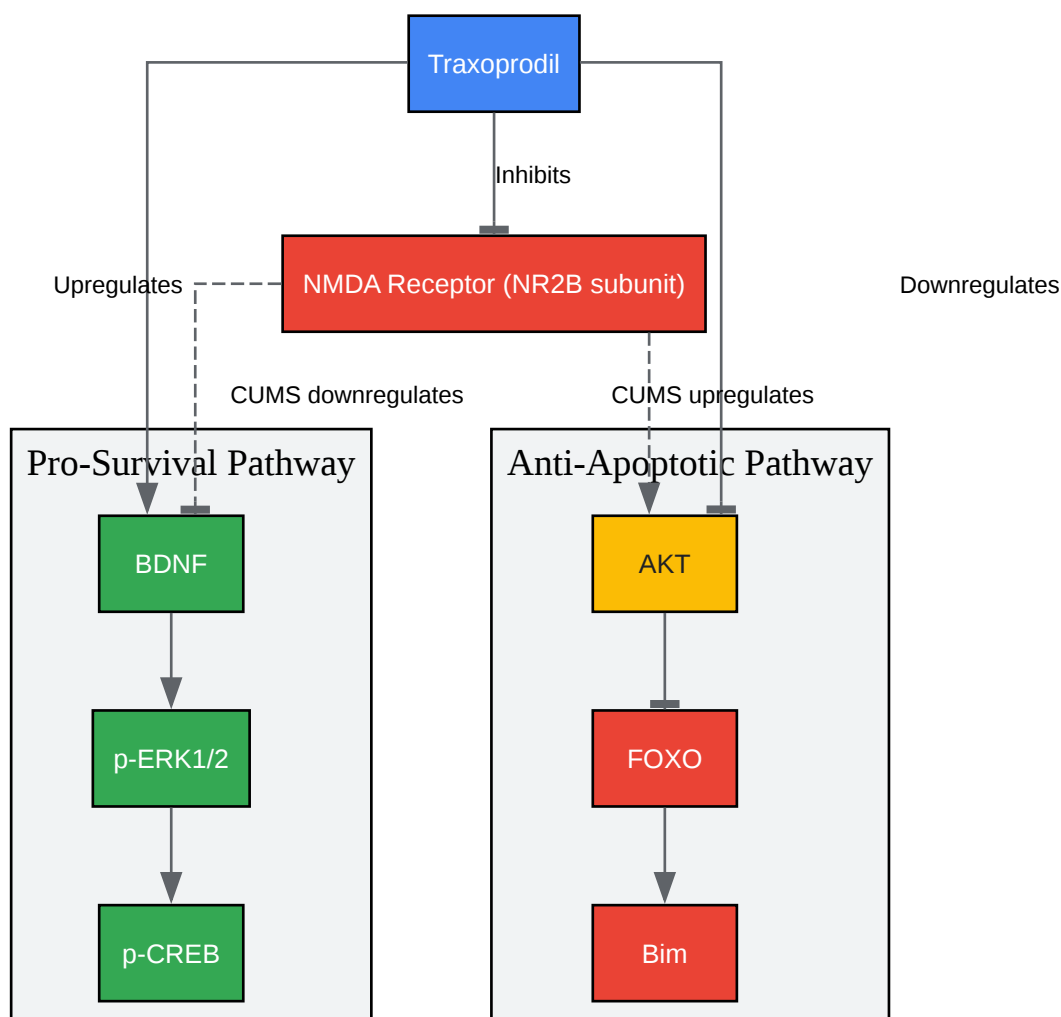 Traxoprodil
Inhibits
NMDA Receptor (NR2B subunit)
Upregulates
Downregulates
CUMS downregulates
CUMS upregulates
Pro-Survival Pathway
Anti-Apoptotic Pathway
BDNF
AKT
p-ERK1/2
FOXO
p-CREB
Bim